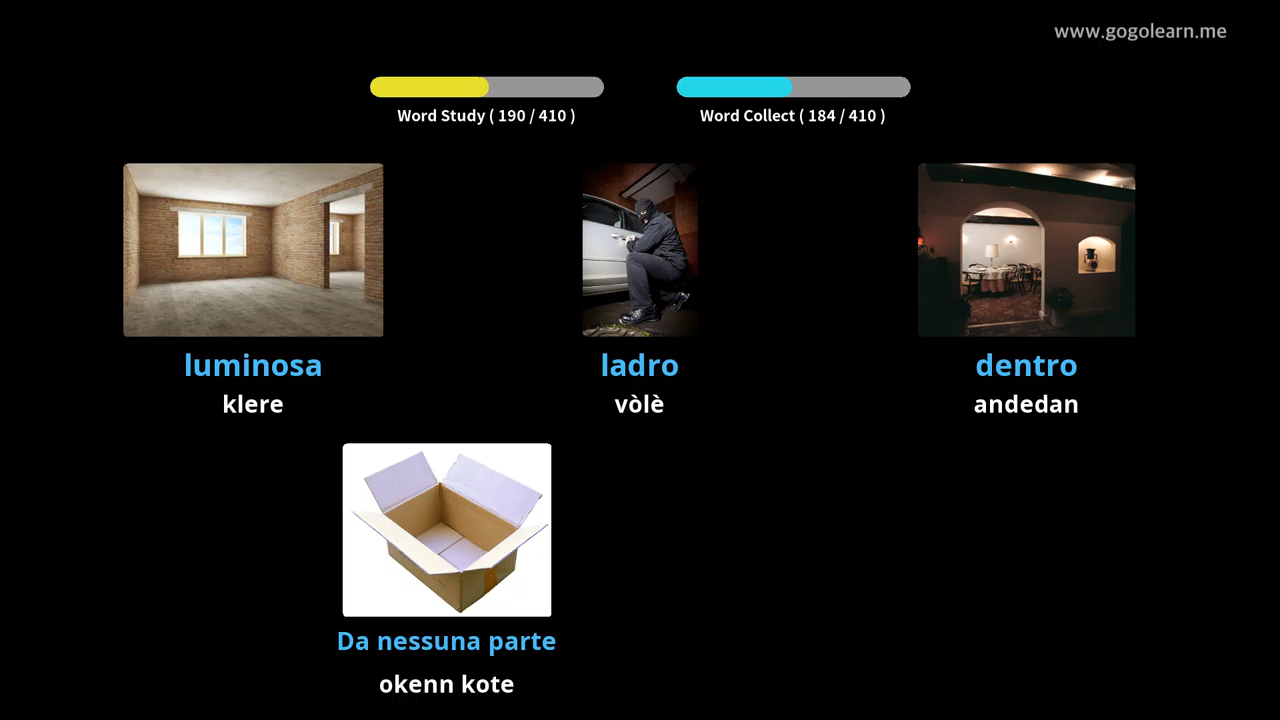 www.gogolearn.me
Word Study ( 190 / 410 )
Word Collect ( 184 / 410 )
luminosa
klere
ladro
vòlè
dentro
andedan
Da nessuna parte
okenn kote